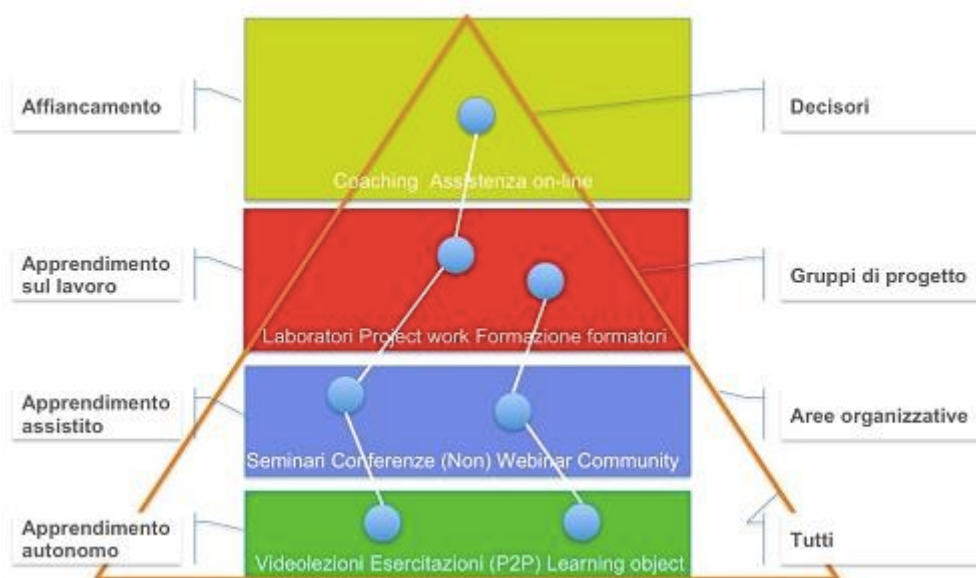 Affiancamento
Decisori
Coaching Assistenza on-line
Apprendimento
sul lavoro
Gruppi di progetto
Laboratori Project work Formazione formatori
Apprendimento
assistito
Aree organizzative
Seminari Conferenze (Non) Webinar Community
Apprendimento
autonomo
Tutti
Videolezioni Esercitazioni (P2P) Learning object